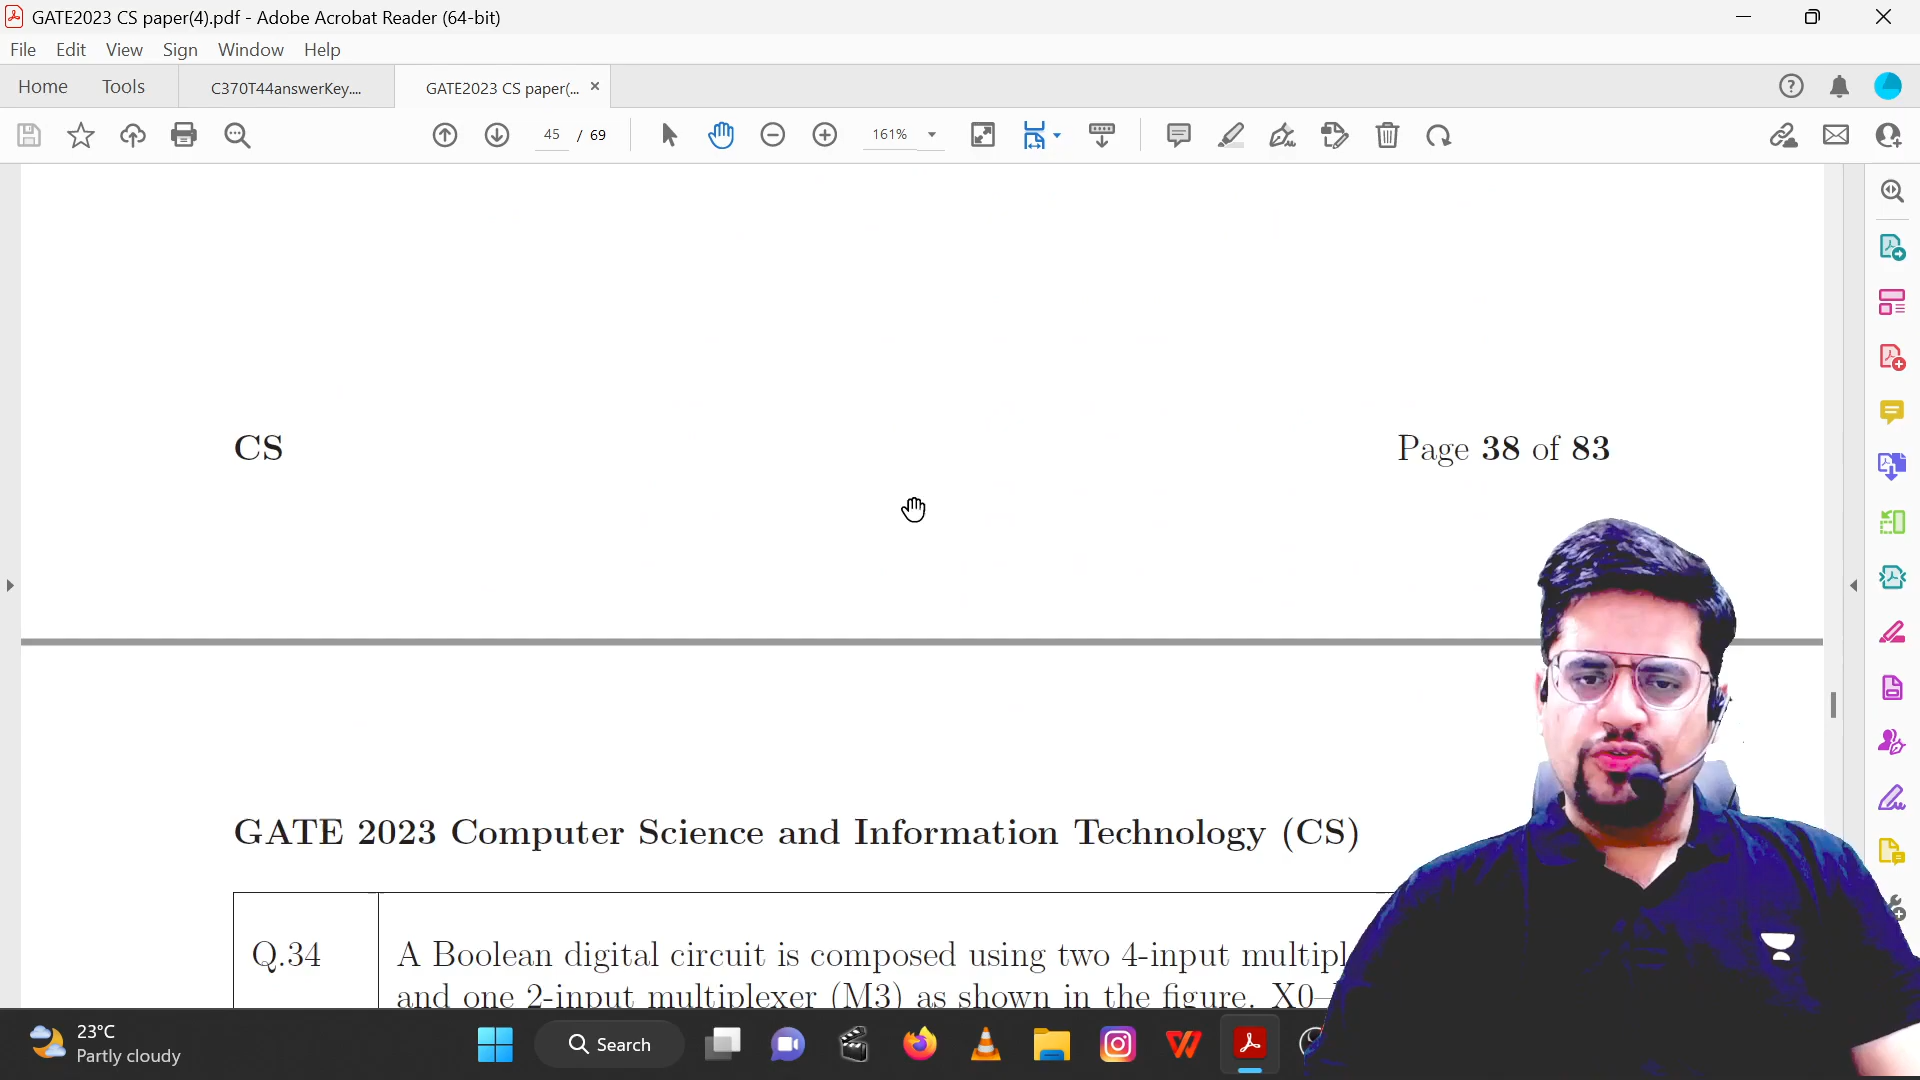 GATE2023 CS paper(4).pdf - Adobe Acrobat Reader (64-bit)
File Edit View Sign Window Help
Home Tools C370T44answerKey.... GATE2023 CS paper(...
45 / 69 161%
CS Page 38 of 83
GATE 2023 Computer Science and Information Technology (CS)
Q.34 A Boolean digital circuit is composed using two 4-input
and one 2-input multiplexer (M3) as shown in the figure. X0–
23°C
Partly cloudy
Search